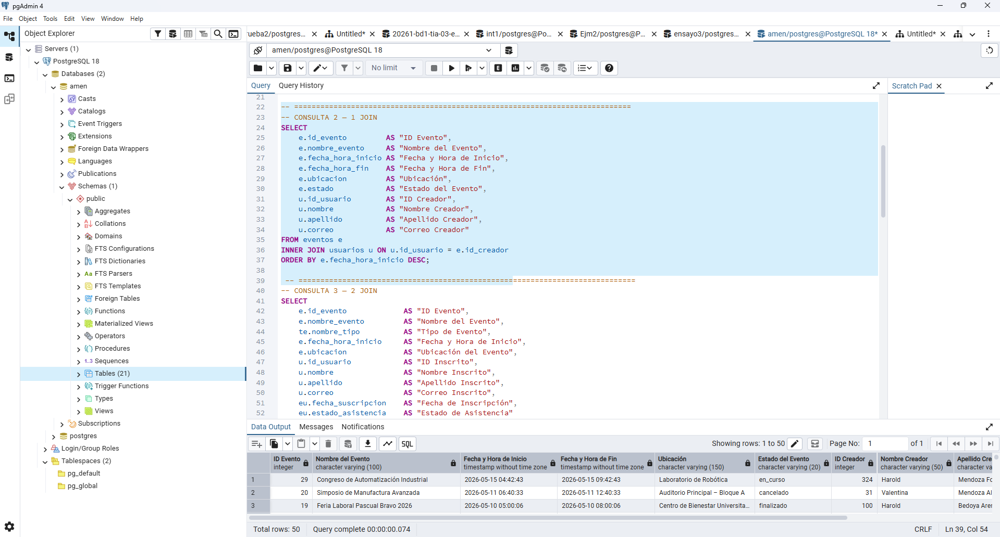 pgAdmin 4
File Object Tools Edit View Window Help
Object Explorer
Servers (1)
PostgreSQL 18
Databases (2)
amen
Casts
Catalogs
Event Triggers
Extensions
Foreign Data Wrappers
Languages
Publications
Schemas (1)
public
Aggregates
Collations
Domains
FTS Configurations
FTS Dictionaries
Aa FTS Parsers
FTS Templates
Foreign Tables
Functions
Materialized Views
Operators
Procedures
1..3 Sequences
Tables (21)
Trigger Functions
Types
Views
Subscriptions
postgres
Login/Group Roles
Tablespaces (2)
pg_default
pg_global
rueba2/postgres... Untitled* 20261-bd1-tia-03-e... int1/postgres@Po... Ejm2/postgres@P... ensayo3/postgres... amen/postgres@PostgreSQL 18* Untitled*
amen/postgres@PostgreSQL 18
No limit
E
Query Query History
Scratch Pad
21
22 -- =============================================================================
23 -- CONSULTA 2 – 1 JOIN
24 SELECT
25 e.id_evento AS "ID Evento",
26 e.nombre_evento AS "Nombre del Evento",
27 e.fecha_hora_inicio AS "Fecha y Hora de Inicio",
28 e.fecha_hora_fin AS "Fecha y Hora de Fin",
29 e.ubicacion AS "Ubicación",
30 e.estado AS "Estado del Evento",
31 u.id_usuario AS "ID Creador",
32 u.nombre AS "Nombre Creador",
33 u.apellido AS "Apellido Creador",
34 u.correo AS "Correo Creador"
35 FROM eventos e
36 INNER JOIN usuarios u ON u.id_usuario = e.id_creador
37 ORDER BY e.fecha_hora_inicio DESC;
38
39 -- =============================================================================
40 -- CONSULTA 3 – 2 JOIN
41 SELECT
42 e.id_evento AS "ID Evento",
43 e.nombre_evento AS "Nombre del Evento",
44 te.nombre_tipo AS "Tipo de Evento",
45 e.fecha_hora_inicio AS "Fecha y Hora de Inicio",
46 e.ubicacion AS "Ubicación del Evento",
47 u.id_usuario AS "ID Inscrito",
48 u.nombre AS "Nombre Inscrito",
49 u.apellido AS "Apellido Inscrito",
50 u.correo AS "Correo Inscrito",
51 eu.fecha_suscripcion AS "Fecha de Inscripción",
52 eu.estado_asistencia AS "Estado de Asistencia"
Data Output Messages Notifications
SQL
Showing rows: 1 to 50 Page No: 1 of 1
ID Evento Nombre del Evento Fecha y Hora de Inicio Fecha y Hora de Fin Ubicación Estado del Evento ID Creador Nombre Creador Apellido Cre
integer character varying (100) timestamp without time zone timestamp without time zone character varying (150) character varying (20) integer character varying (50) character va
1 29 Congreso de Automatización Industrial 2026-05-15 04:42:43 2026-05-15 09:42:43 Laboratorio de Robótica en_curso 324 Harold Mendoza Fo
2 20 Simposio de Manufactura Avanzada 2026-05-11 06:40:33 2026-05-11 12:40:33 Auditorio Principal – Bloque A cancelado 31 Valentina Mendoza Al
3 19 Feria Laboral Pascual Bravo 2026 2026-05-10 05:00:06 2026-05-10 08:00:06 Centro de Bienestar Universita... finalizado 100 Harold Bedoya Arer
Total rows: 50 Query complete 00:00:00.074 CRLF Ln 39, Col 54